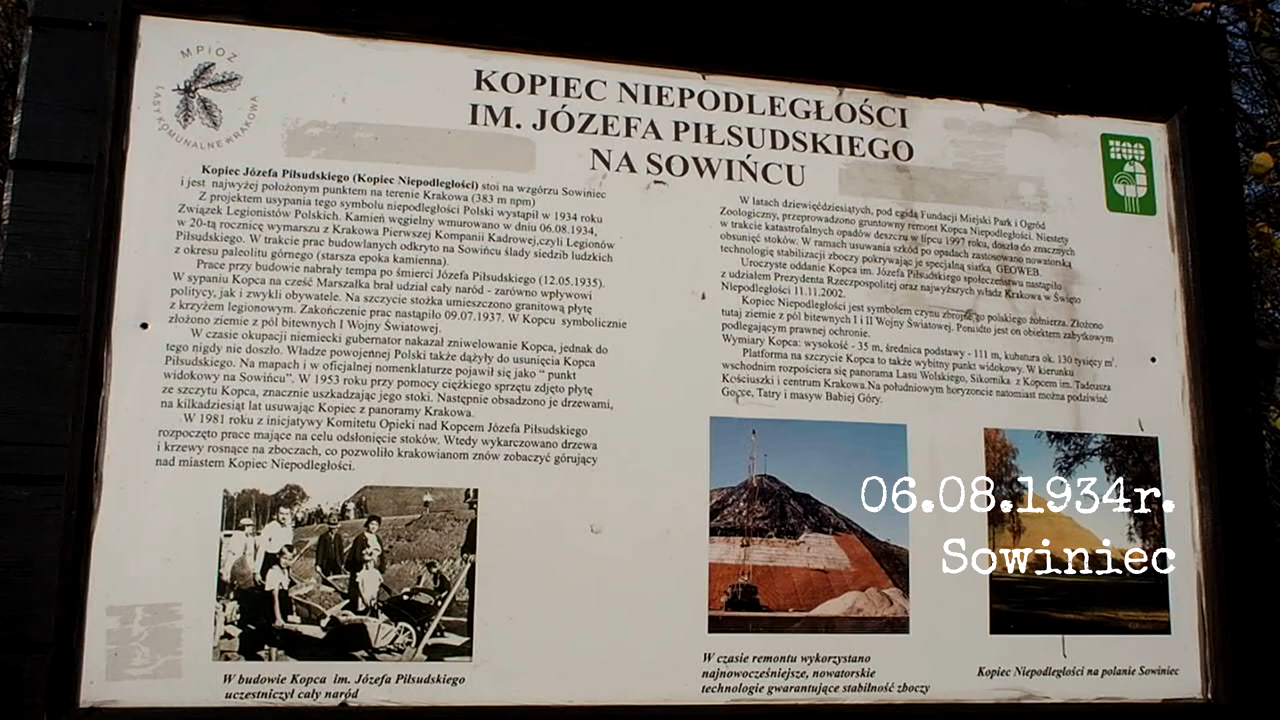 MPiOZ
LASY KOMUNALNE KRAKOWA
KOPIEC NIEPODLEGŁOŚCI
IM. JÓZEFA PIŁSUDSKIEGO
NA SOWIŃCU
ZOO
Kopiec Józefa Piłsudskiego (Kopiec Niepodległości) stoi na wzgórzu Sowiniec
i jest najwyżej położonym punktem na terenie Krakowa (383 m npm)
Z projektem usypania tego symbolu niepodległości Polski wystąpił w 1934 roku
Związek Legionistów Polskich. Kamień węgielny wmurowano w dniu 06.08.1934,
w 20-tą rocznicę wymarszu z Krakowa Pierwszej Kompanii Kadrowej,czyli Legionów
Piłsudskiego. W trakcie prac budowlanych odkryto na Sowińcu ślady siedzib ludzkich
z okresu paleolitu górnego (starsza epoka kamienna).
Prace przy budowie nabrały tempa po śmierci Józefa Piłsudskiego (12.05.1935).
W sypaniu Kopca na cześć Marszałka brał udział cały naród - zarówno wpływowi
politycy, jak i zwykli obywatele. Na szczycie stożka umieszczono granitową płytę
z krzyżem legionowym. Zakończenie prac nastąpiło 09.07.1937. W Kopcu symbolicznie
złożono ziemie z pól bitewnych I Wojny Światowej.
W czasie okupacji niemiecki gubernator nakazał zniwelowanie Kopca, jednak do
tego nigdy nie doszło. Władze powojennej Polski także dążyły do usunięcia Kopca
Piłsudskiego. Na mapach i w oficjalnej nomenklaturze pojawił się jako “ punkt
widokowy na Sowińcu”. W 1953 roku przy pomocy ciężkiego sprzętu zdjęto płytę
ze szczytu Kopca, znacznie uszkadzając jego stoki. Następnie obsadzono je drzewami,
na kilkadziesiąt lat usuwając Kopiec z panoramy Krakowa.
W 1981 roku z inicjatywy Komitetu Opieki nad Kopcem Józefa Piłsudskiego
rozpoczęto prace mające na celu odsłonięcie stoków. Wtedy wykarczowano drzewa
i krzewy rosnące na zboczach, co pozwoliło krakowianom znów zobaczyć górujący
nad miastem Kopiec Niepodległości.
W latach dziewięćdziesiątych, pod egidą Fundacji Miejski Park i Ogród
Zoologiczny, przeprowadzono gruntowny remont Kopca Niepodległości. Niestety
w trakcie katastrofalnych opadów deszczu w lipcu 1997 roku, doszło do znacznych
obsunięć stoków. W ramach usuwania szkód po opadach zastosowano nowatorską
technologię stabilizacji zboczy pokrywając je specjalną siatką GEOWEB.
Uroczyste oddanie Kopca im. Józefa Piłsudskiego społeczeństwu nastąpiło
z udziałem Prezydenta Rzeczpospolitej oraz najwyższych władz Krakowa w Święto
Niepodległości 11.11.2002.
Kopiec Niepodległości jest symbolem czynu zbrojnego polskiego żołnierza. Złożono
tutaj ziemie z pól bitewnych I i II Wojny Światowej. Ponadto jest on obiektem zabytkowym
podlegającym prawnej ochronie.
Wymiary Kopca: wysokość - 35 m, średnica podstawy - 111 m, kubatura ok. 130 tysięcy m³.
Platforma na szczycie Kopca to także wybitny punkt widokowy. W kierunku
wschodnim rozpościera się panorama Lasu Wolskiego, Sikornika z Kopcem im. Tadeusza
Kościuszki i centrum Krakowa.Na południowym horyzoncie natomiast można podziwiać
Gorce, Tatry i masyw Babiej Góry.
06.08.1934r.
Sowiniec
W budowie Kopca im. Józefa Piłsudskiego
uczestniczył cały naród
W czasie remontu wykorzystano
najnowocześniejsze, nowatorskie
technologie gwarantujące stabilność zboczy
Kopiec Niepodległości na polanie Sowiniec